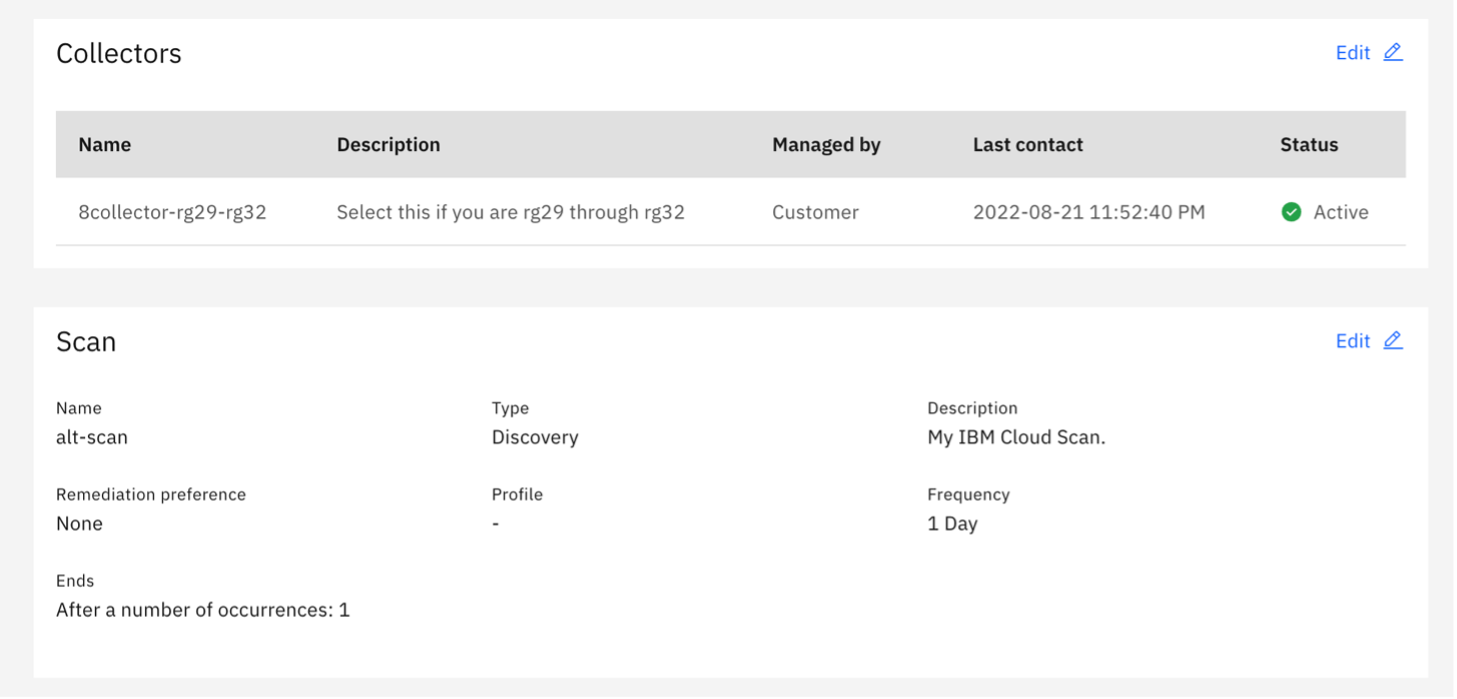 Collectors Edit
Name Description Managed by Last contact Status
8collector-rg29-rg32 Select this if you are rg29 through rg32 Customer 2022-08-21 11:52:40 PM Active
Scan Edit
Name Type Description
alt-scan Discovery My IBM Cloud Scan.
Remediation preference Profile Frequency
None - 1 Day
Ends
After a number of occurrences: 1